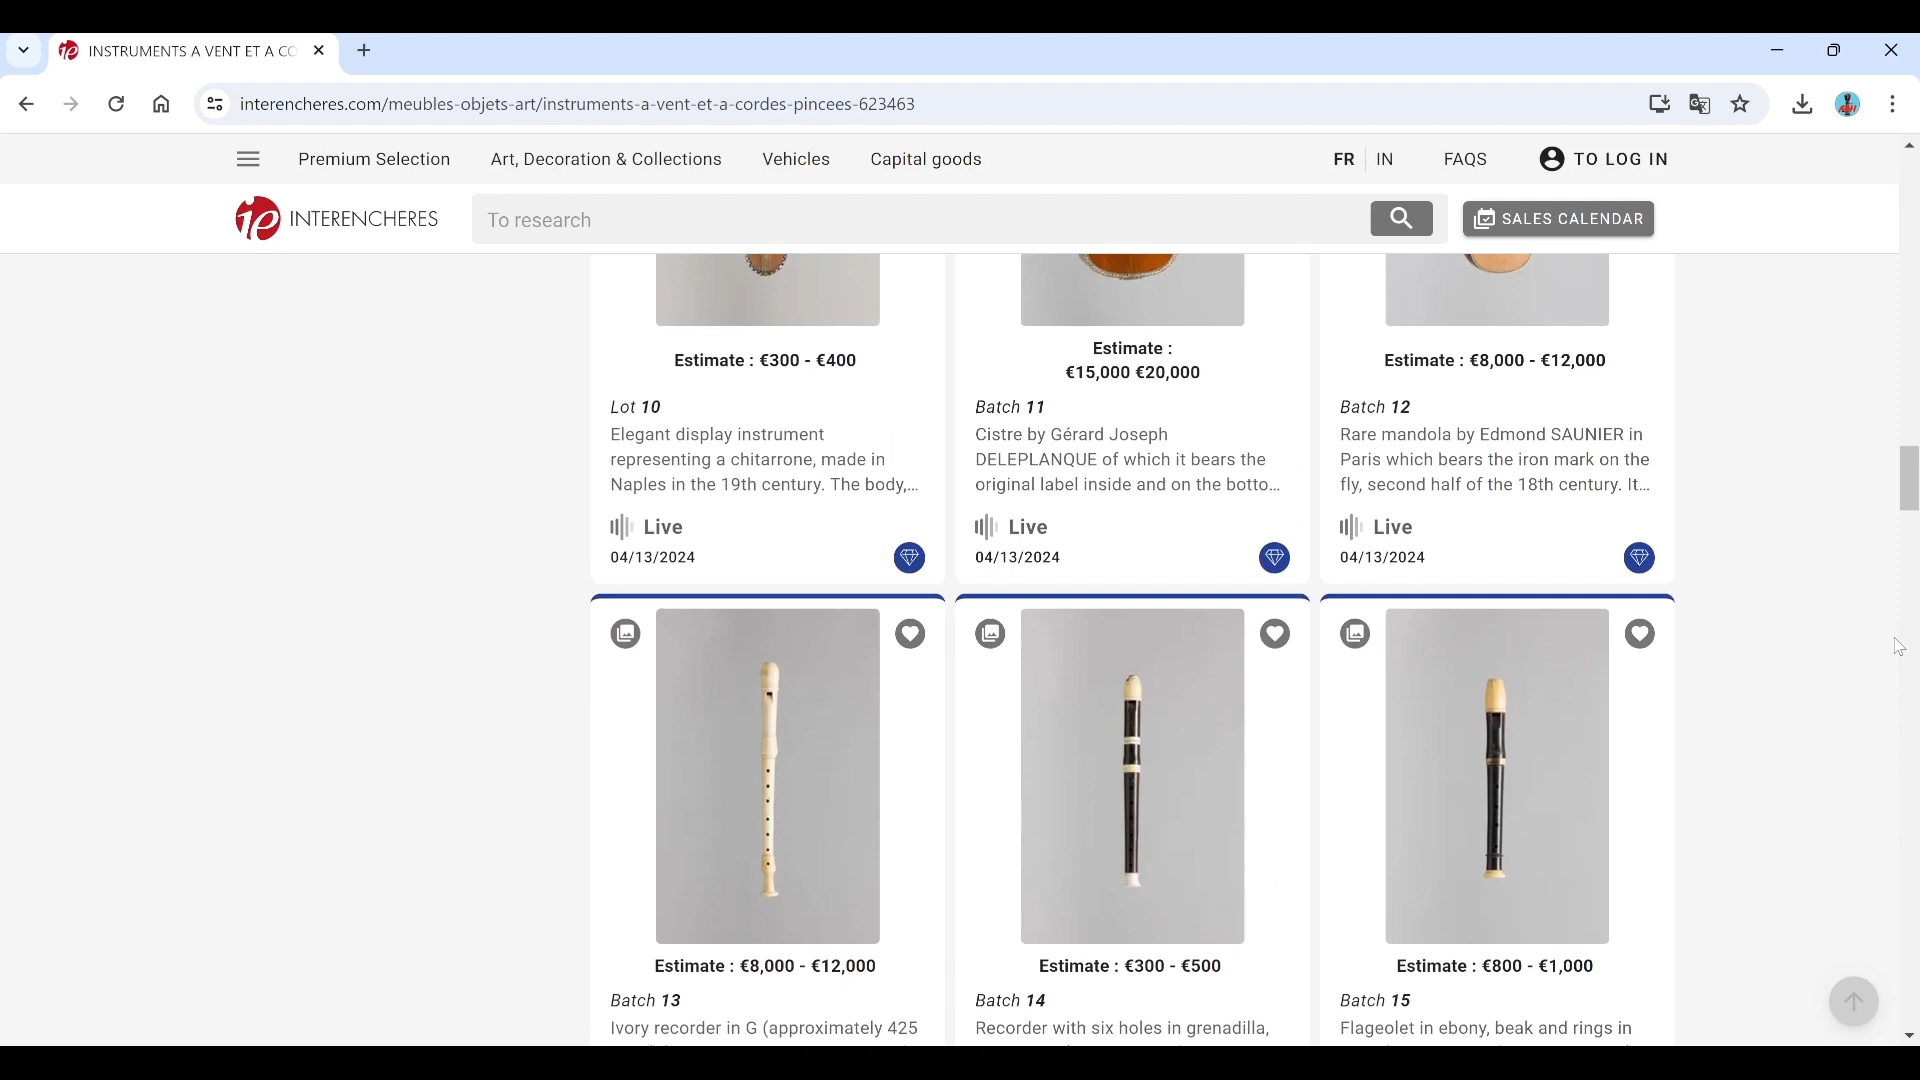 INSTRUMENTS A VENT ET A CO
interencheres.com/meubles-objets-art/instruments-a-vent-et-a-cordes-pincees-623463
Premium Selection Art, Decoration & Collections Vehicles Capital goods FR IN FAQS TO LOG IN
INTERENCHERES To research SALES CALENDAR
Estimate : €300 - €400
Lot 10
Elegant display instrument
representing a chitarrone, made in
Naples in the 19th century. The body,...
Live
04/13/2024
Estimate :
€15,000 €20,000
Batch 11
Cistre by Gérard Joseph
DELEPLANQUE of which it bears the
original label inside and on the botto...
Live
04/13/2024
Estimate : €8,000 - €12,000
Batch 12
Rare mandola by Edmond SAUNIER in
Paris which bears the iron mark on the
fly, second half of the 18th century. It...
Live
04/13/2024
Estimate : €8,000 - €12,000
Batch 13
Ivory recorder in G (approximately 425
Estimate : €300 - €500
Batch 14
Recorder with six holes in grenadilla,
Estimate : €800 - €1,000
Batch 15
Flageolet in ebony, beak and rings in